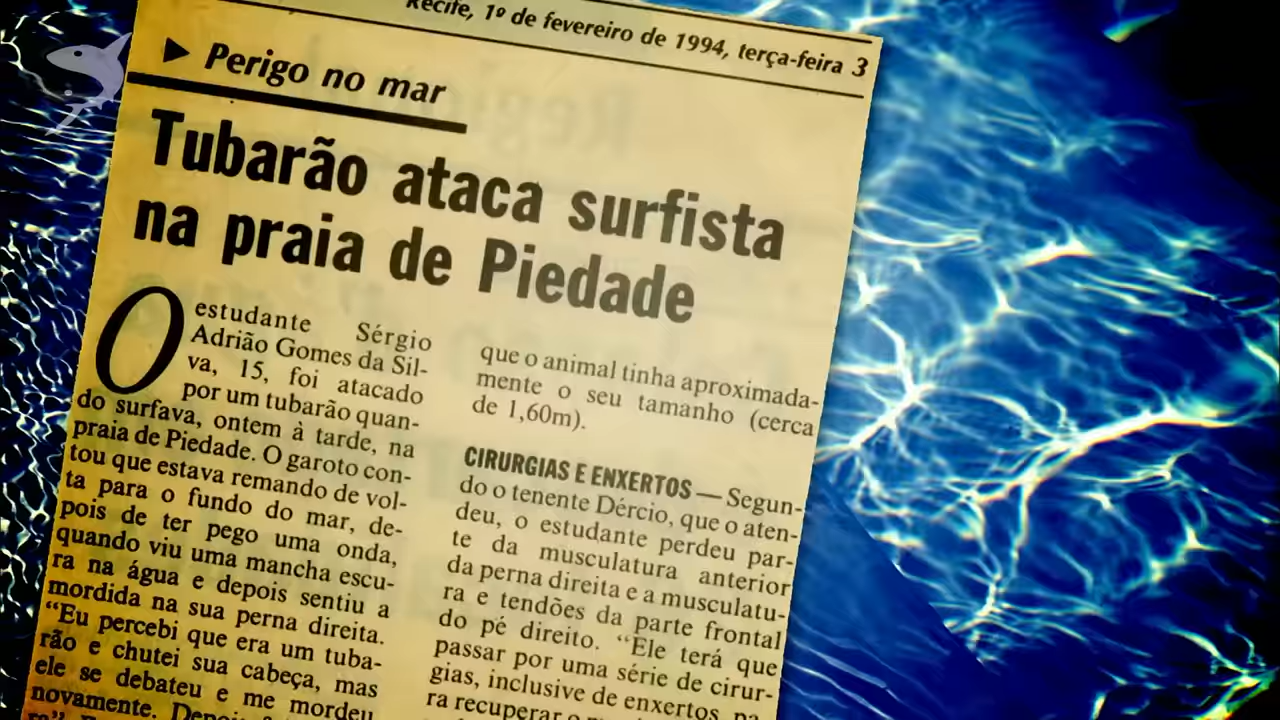 Recife, 1º de fevereiro de 1994, terça-feira 3
Perigo no mar
Tubarão ataca surfista
na praia de Piedade
O estudante Sérgio
Adrião Gomes da Sil-
va, 15, foi atacado
por um tubarão quan-
do surfava, ontem à tarde, na
praia de Piedade. O garoto con-
tou que estava remando de vol-
ta para o fundo do mar, de-
pois de ter pego uma onda,
quando viu uma mancha escu-
ra na água e depois sentiu a
mordida na sua perna direita.
“Eu percebi que era um tuba-
rão e chutei sua cabeça, mas
ele se debateu e me mordeu
novamente.
que o animal tinha aproximada-
mente o seu tamanho (cerca
de 1,60m).
CIRURGIAS E ENXERTOS — Segun-
do o tenente Dércio, que o aten-
deu, o estudante perdeu par-
te da musculatura anterior
da perna direita e a musculatu-
ra e tendões da parte frontal
do pé direito. “Ele terá que
passar por uma série de cirur-
gias, inclusive de enxertos, pa-
ra recuperar o